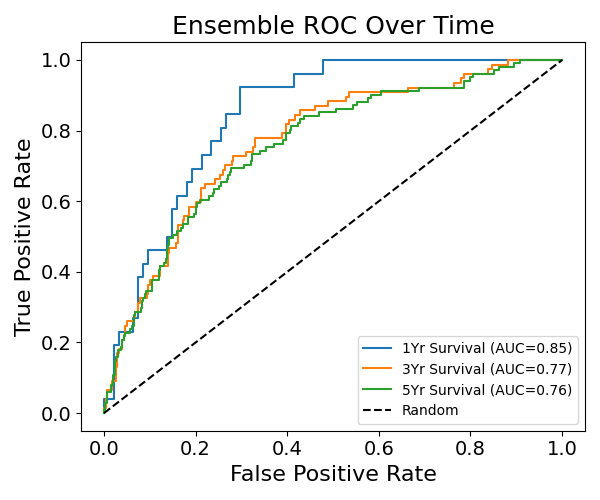 Ensemble ROC Over Time
True Positive Rate
1.0
0.8
0.6
0.4
0.2
0.0
0.0 0.2 0.4 0.6 0.8 1.0
False Positive Rate
1Yr Survival (AUC=0.85)
3Yr Survival (AUC=0.77)
5Yr Survival (AUC=0.76)
Random